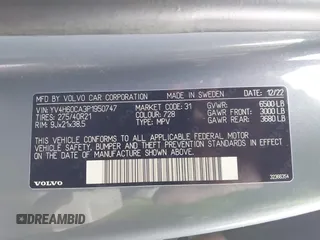 MFD BY VOLVO CAR CORPORATION MADE IN SWEDEN 12/22
VIN: YV4H60CA3P1950747 MARKET CODE: 31 GVWR: 6500 LB
TIRES: 275/40R21 COLOUR: 728 GAWR FRONT: 3060 LB
RIM: 9Jx21x38.5 TYPE: MPV GAWR REAR: 3680 LB
THIS VEHICLE CONFORMS TO ALL APPLICABLE U.S. FEDERAL MOTOR
VEHICLE SAFETY, BUMPER AND THEFT PREVENTION STANDARDS IN EFFECT
ON THE DATE OF MANUFACTURE SHOWN ABOVE
VOLVO
DREAMBID